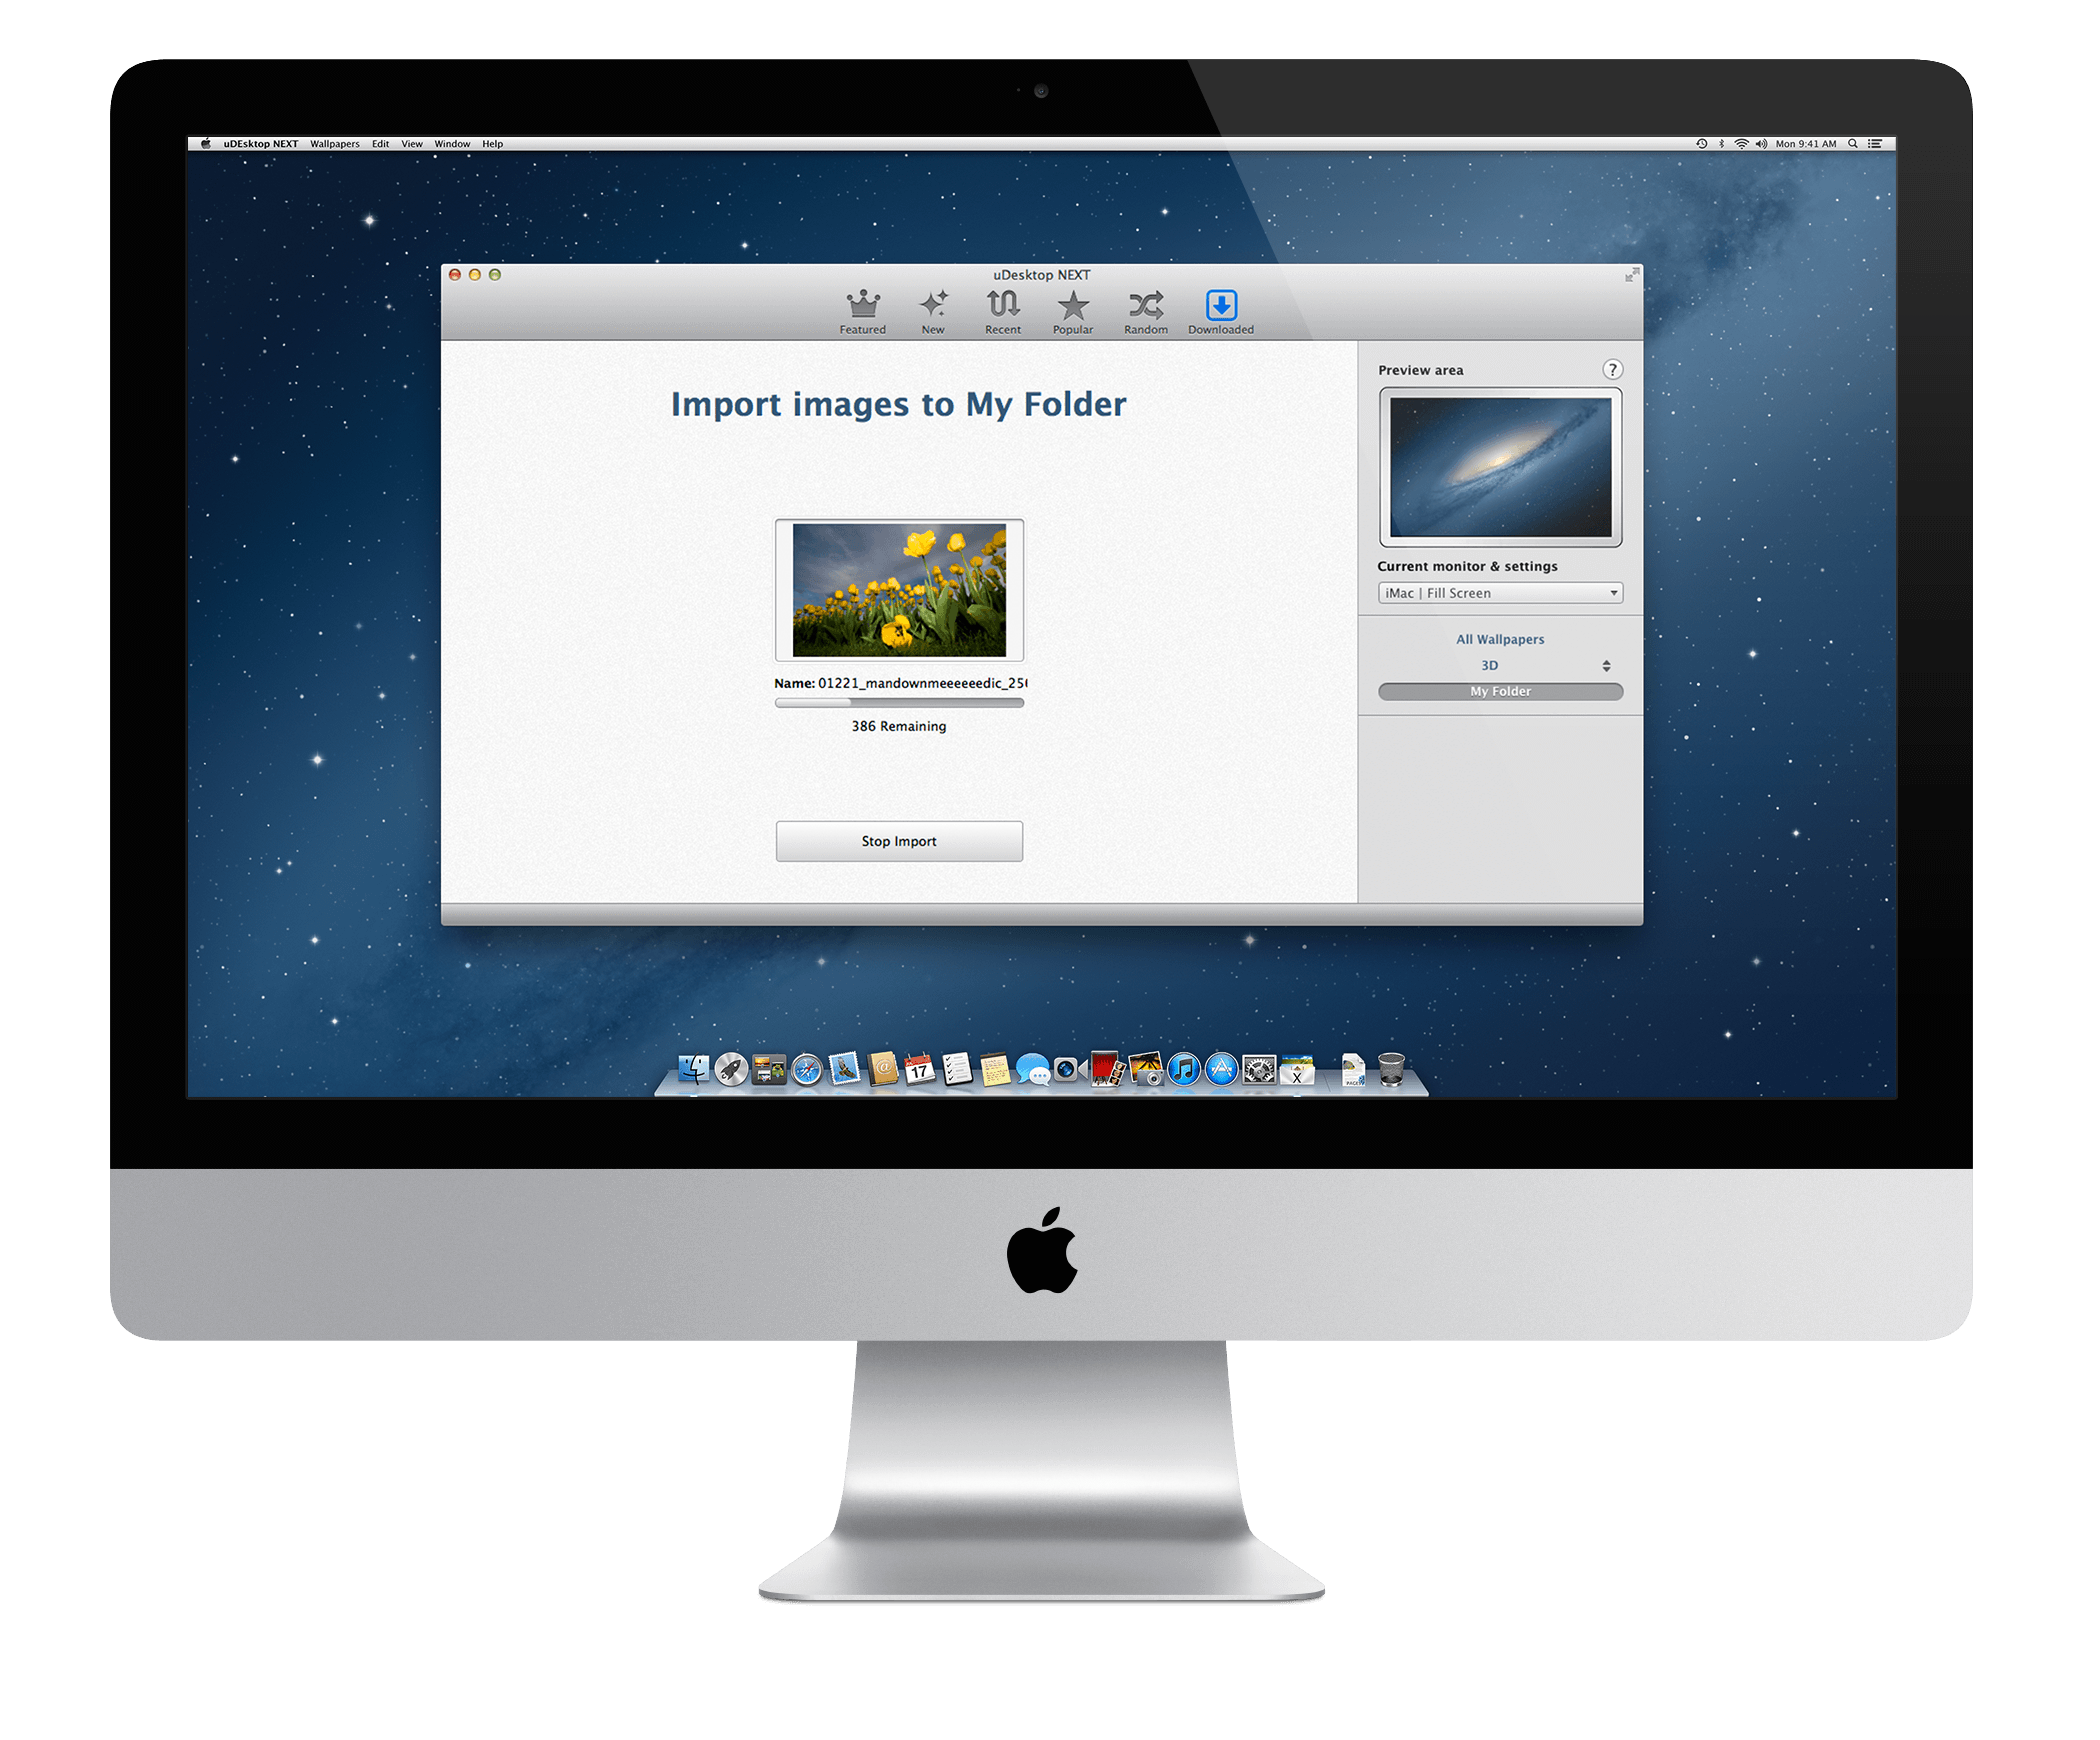 uDEsktop NEXT Wallpapers Edit View Window Help
Mon 9:41 AM
uDesktop NEXT
Featured New Recent Popular Random Downloaded
Import images to My Folder
Name: 01221_mandownmeeeeeedic_256
386 Remaining
Stop Import
Preview area ?
Current monitor & settings
iMac | Fill Screen
All Wallpapers
3D
My Folder
17
PAGES